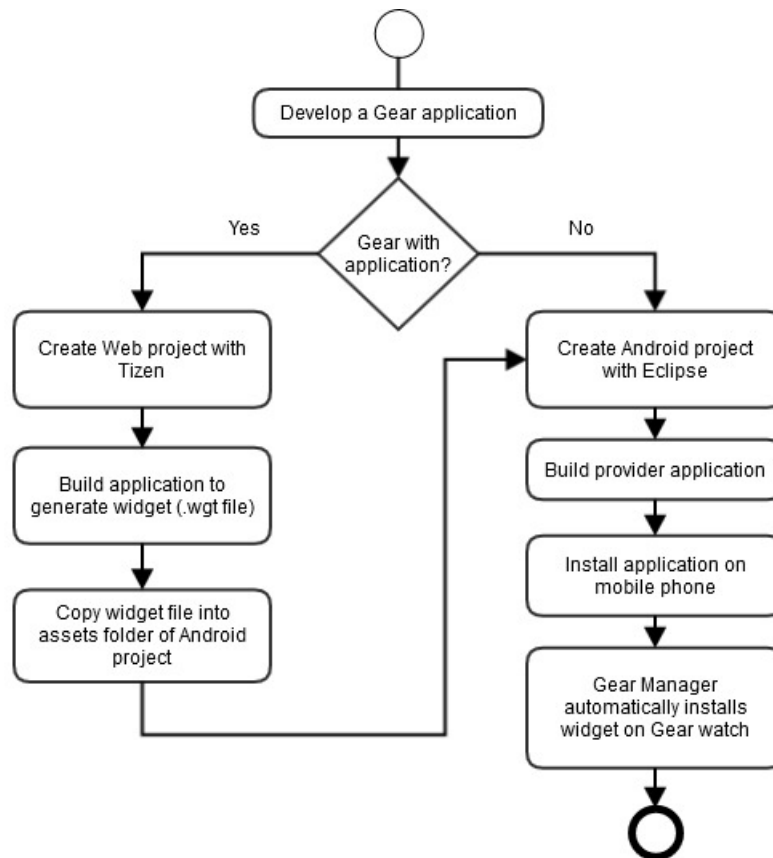 Develop a Gear application
Yes
Gear with
application?
No
Create Web project with
Tizen
Build application to
generate widget (.wgt file)
Copy widget file into
assets folder of Android
project
Create Android project
with Eclipse
Build provider application
Install application on
mobile phone
Gear Manager
automatically installs
widget on Gear watch